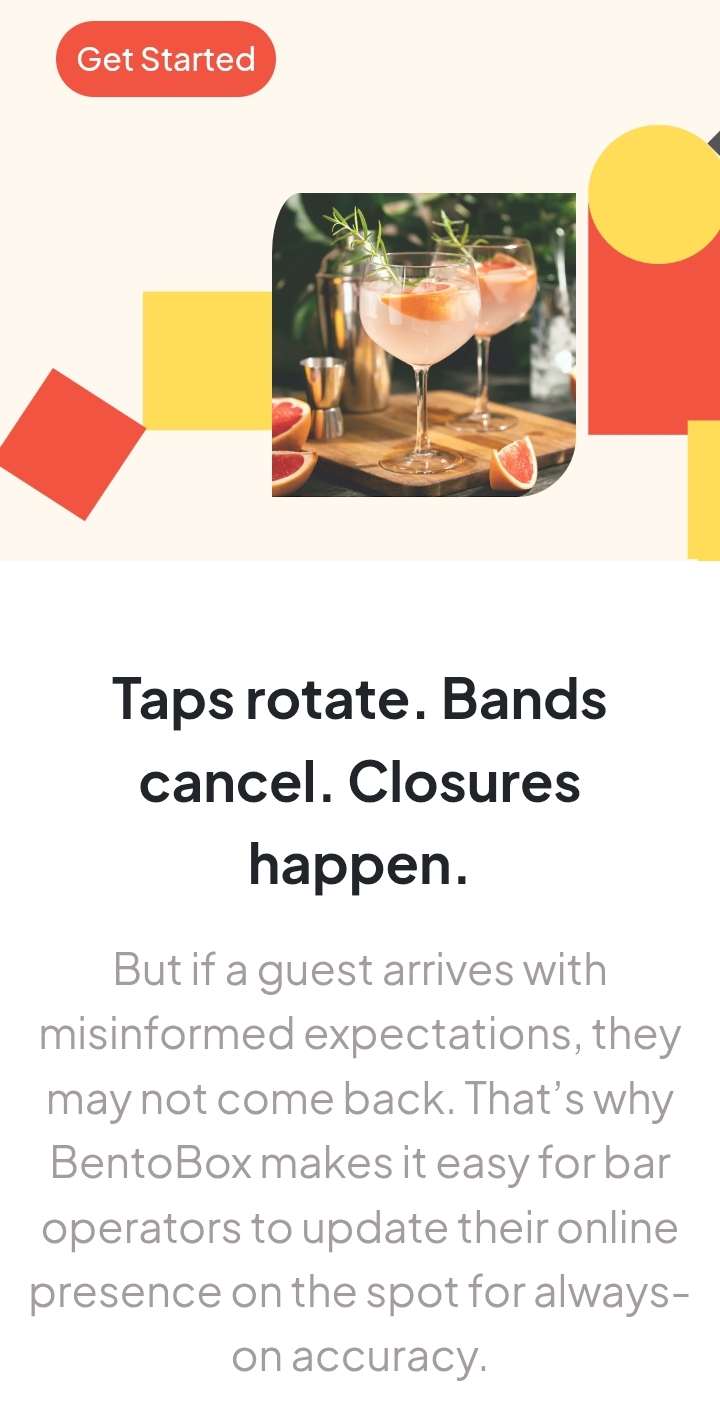 Get Started
Taps rotate. Bands
cancel. Closures
happen.
But if a guest arrives with
misinformed expectations, they
may not come back. That’s why
BentoBox makes it easy for bar
operators to update their online
presence on the spot for always-
on accuracy.